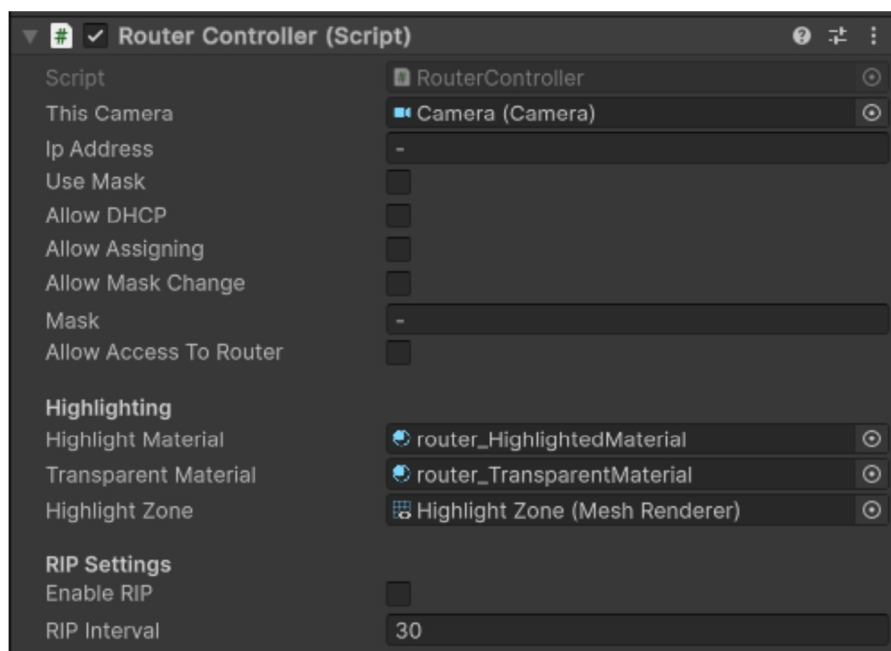 Router Controller (Script)
Script RouterController
This Camera Camera (Camera)
Ip Address -
Use Mask
Allow DHCP
Allow Assigning
Allow Mask Change
Mask -
Allow Access To Router
Highlighting
Highlight Material router_HighlightedMaterial
Transparent Material router_TransparentMaterial
Highlight Zone Highlight Zone (Mesh Renderer)
RIP Settings
Enable RIP
RIP Interval 30